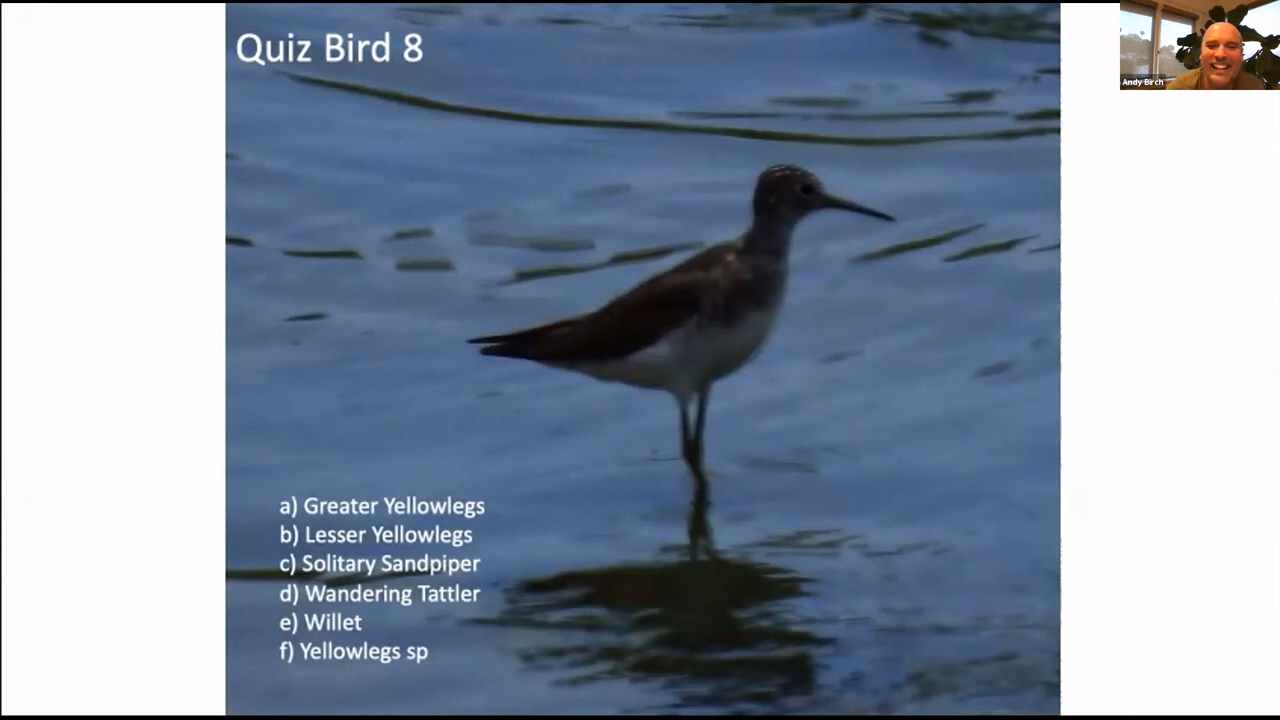 Quiz Bird 8
Andy Birch
a) Greater Yellowlegs
b) Lesser Yellowlegs
c) Solitary Sandpiper
d) Wandering Tattler
e) Willet
f) Yellowlegs sp